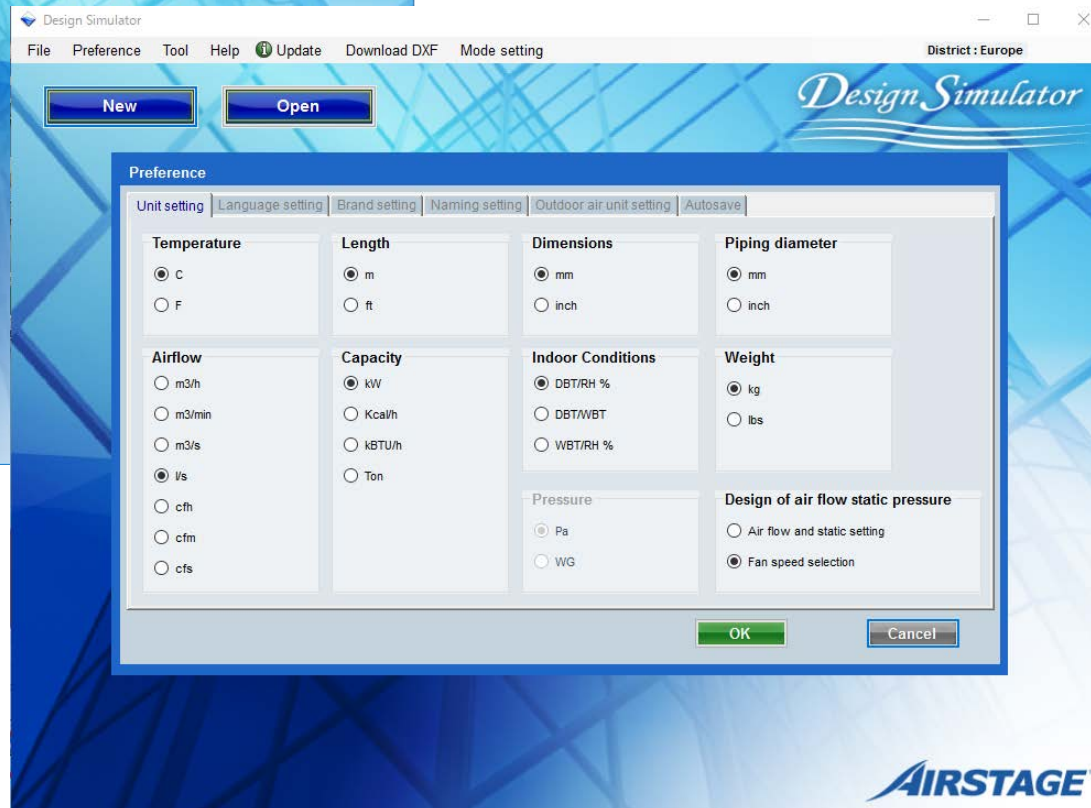 Design Simulator
File Preference Tool Help Update Download DXF Mode setting District : Europe
New Open Design Simulator
Preference
Unit setting Language setting Brand setting Naming setting Outdoor air unit setting Autosave
Temperature Length Dimensions Piping diameter
C m mm mm
F ft inch inch
Airflow Capacity Indoor Conditions Weight
m3/h kW DBT/RH % kg
m3/min Kcal/h DBT/WBT lbs
m3/s kBTU/h WBT/RH %
l/s Ton
cfh Pressure Design of air flow static pressure
cfm Pa Air flow and static setting
cfs WG Fan speed selection
OK Cancel
AIRSTAGE